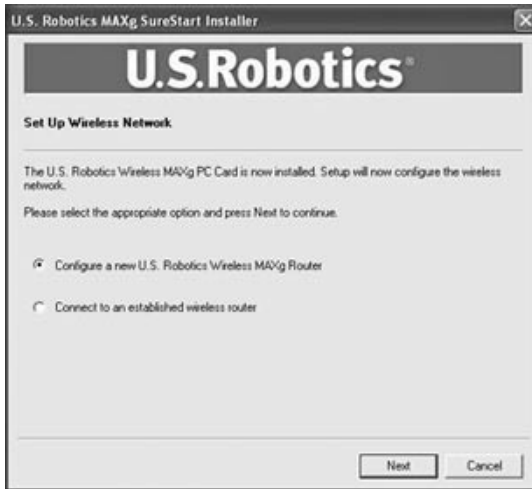 U.S. Robotics MAXg SureStart Installer
U.S.Robotics®
Set Up Wireless Network
The U.S. Robotics Wireless MAXg PC Card is now installed. Setup will now configure the wireless
network.
Please select the appropriate option and press Next to continue.
Configure a new U.S. Robotics Wireless MAXg Router
Connect to an established wireless router
Next Cancel